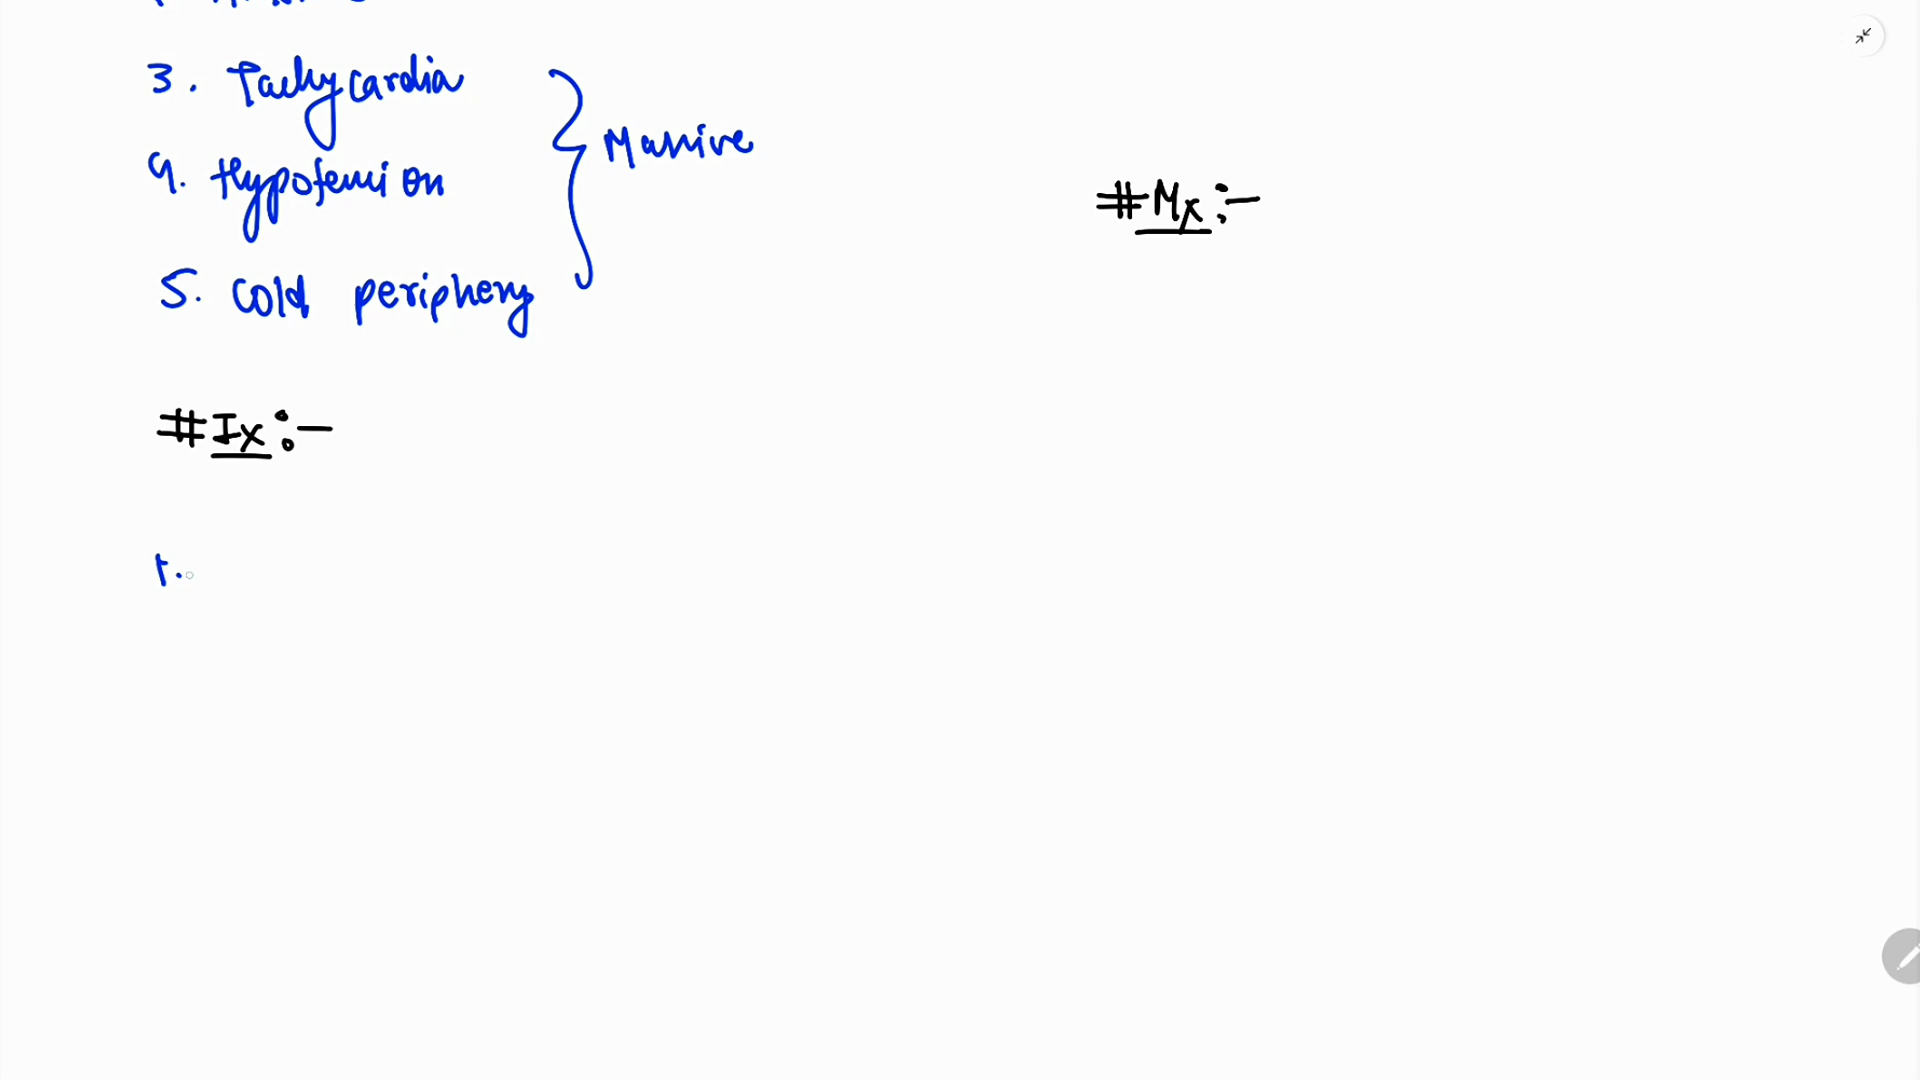 3. Tachycardia
4. Hypotension
5. Cold periphery
Massive
#Ix:-
1.
#Mx:-